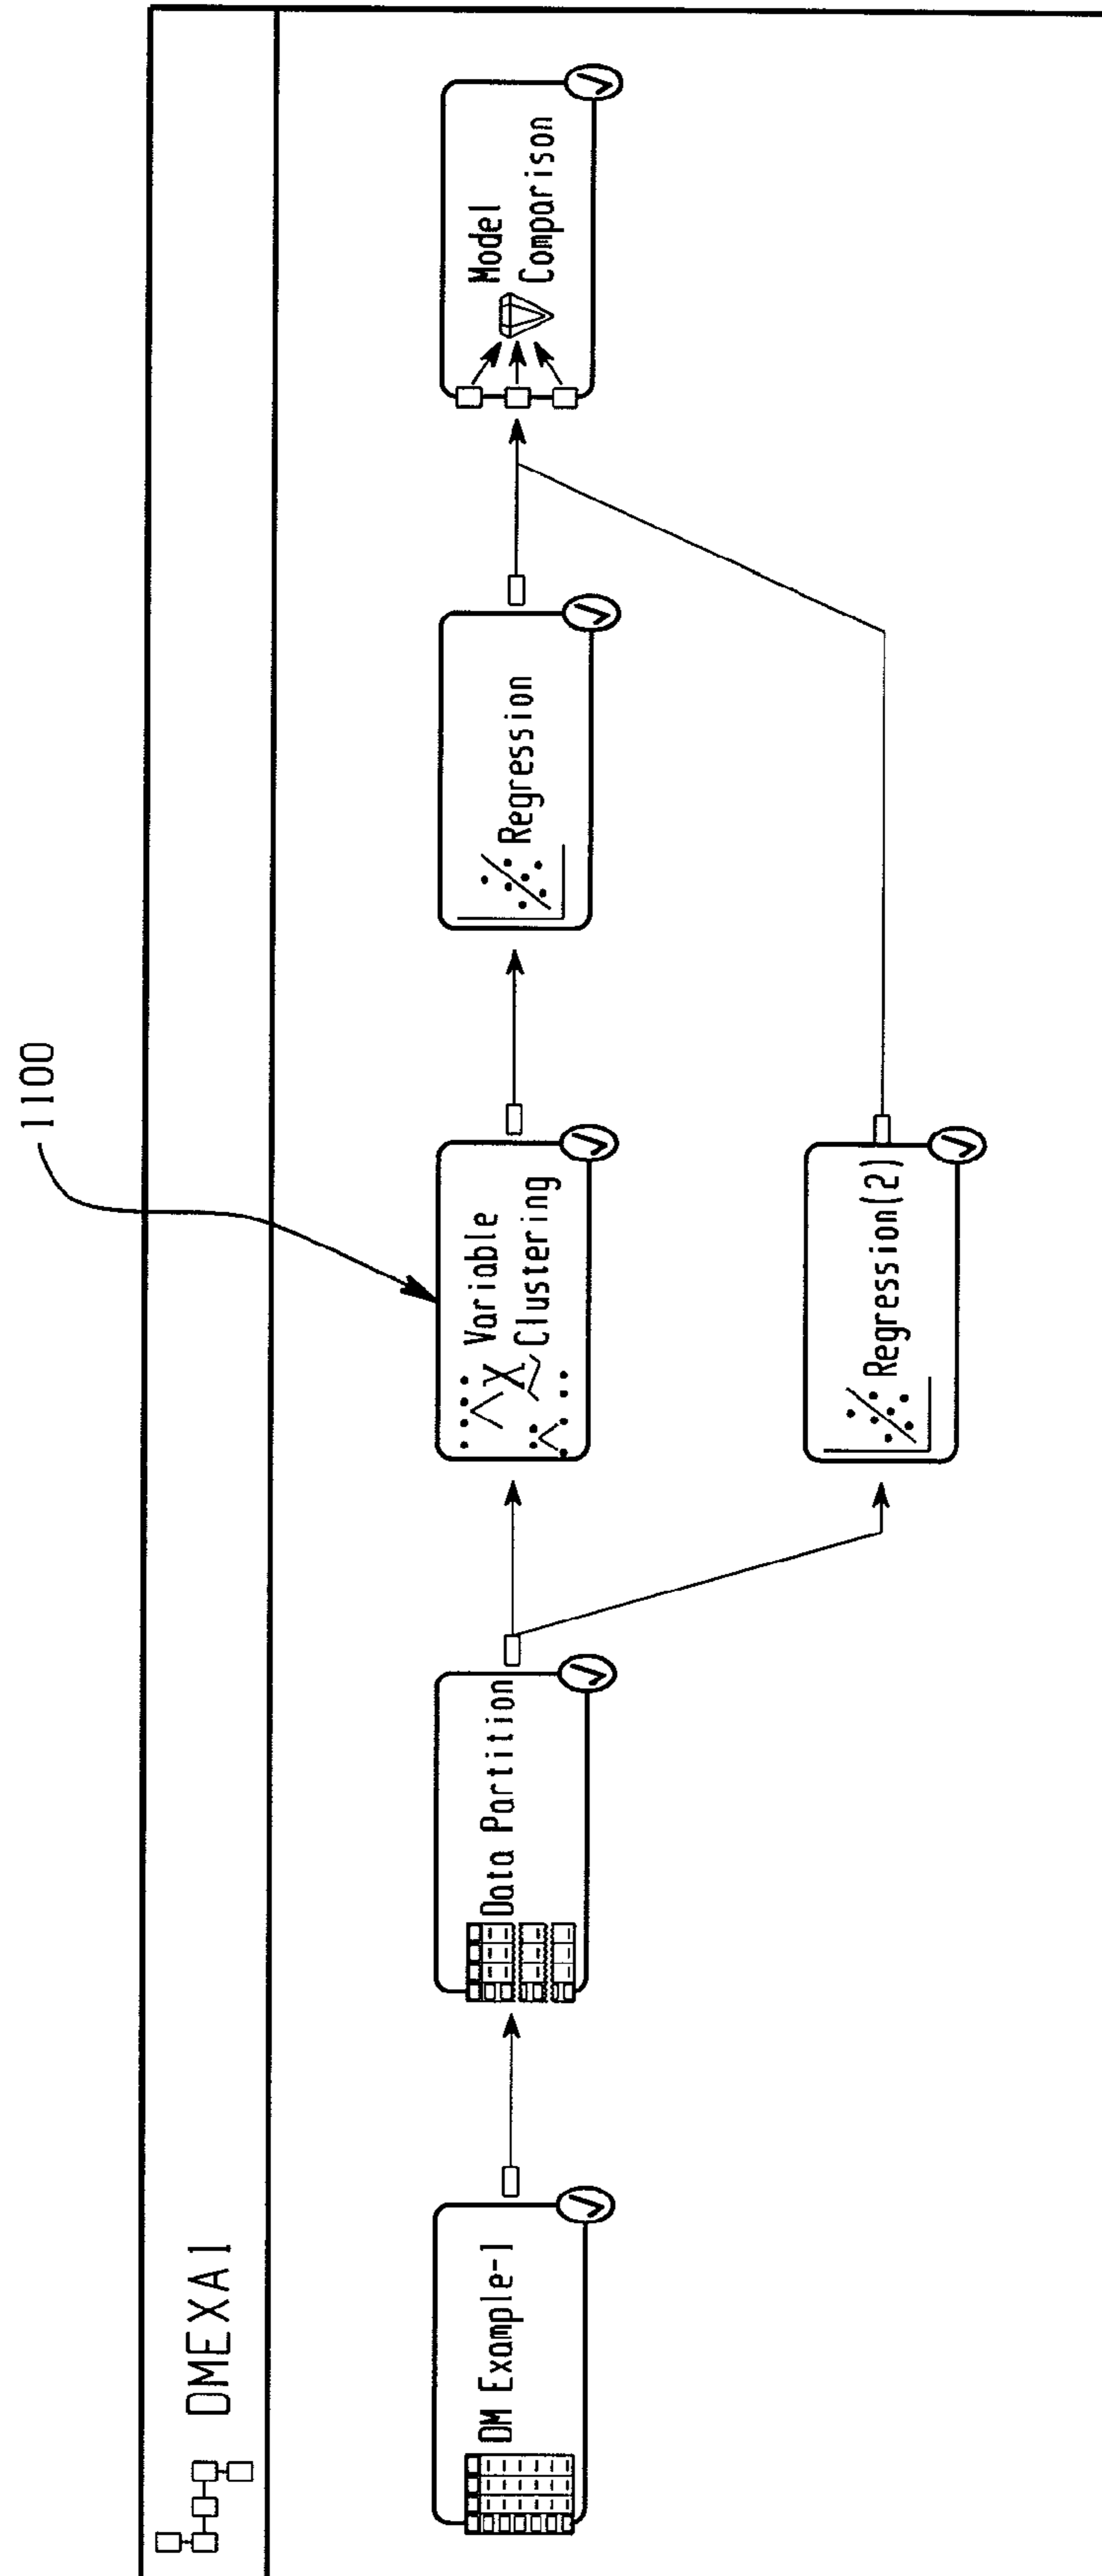 1100
DMEXA1
DM Example-1
Data Partition
Variable
Clustering
Regression
Model
Comparison
Regression(2)